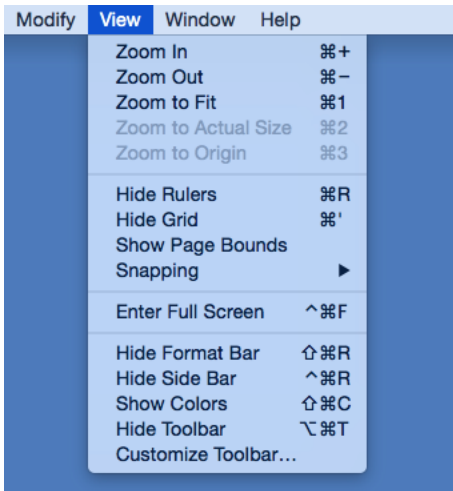 Modify View Window Help
Zoom In ⌘+
Zoom Out ⌘−
Zoom to Fit ⌘1
Zoom to Actual Size ⌘2
Zoom to Origin ⌘3
Hide Rulers ⌘R
Hide Grid ⌘'
Show Page Bounds
Snapping ▶
Enter Full Screen ^⌘F
Hide Format Bar ⇧⌘R
Hide Side Bar ^⌘R
Show Colors ⇧⌘C
Hide Toolbar ⌥⌘T
Customize Toolbar...